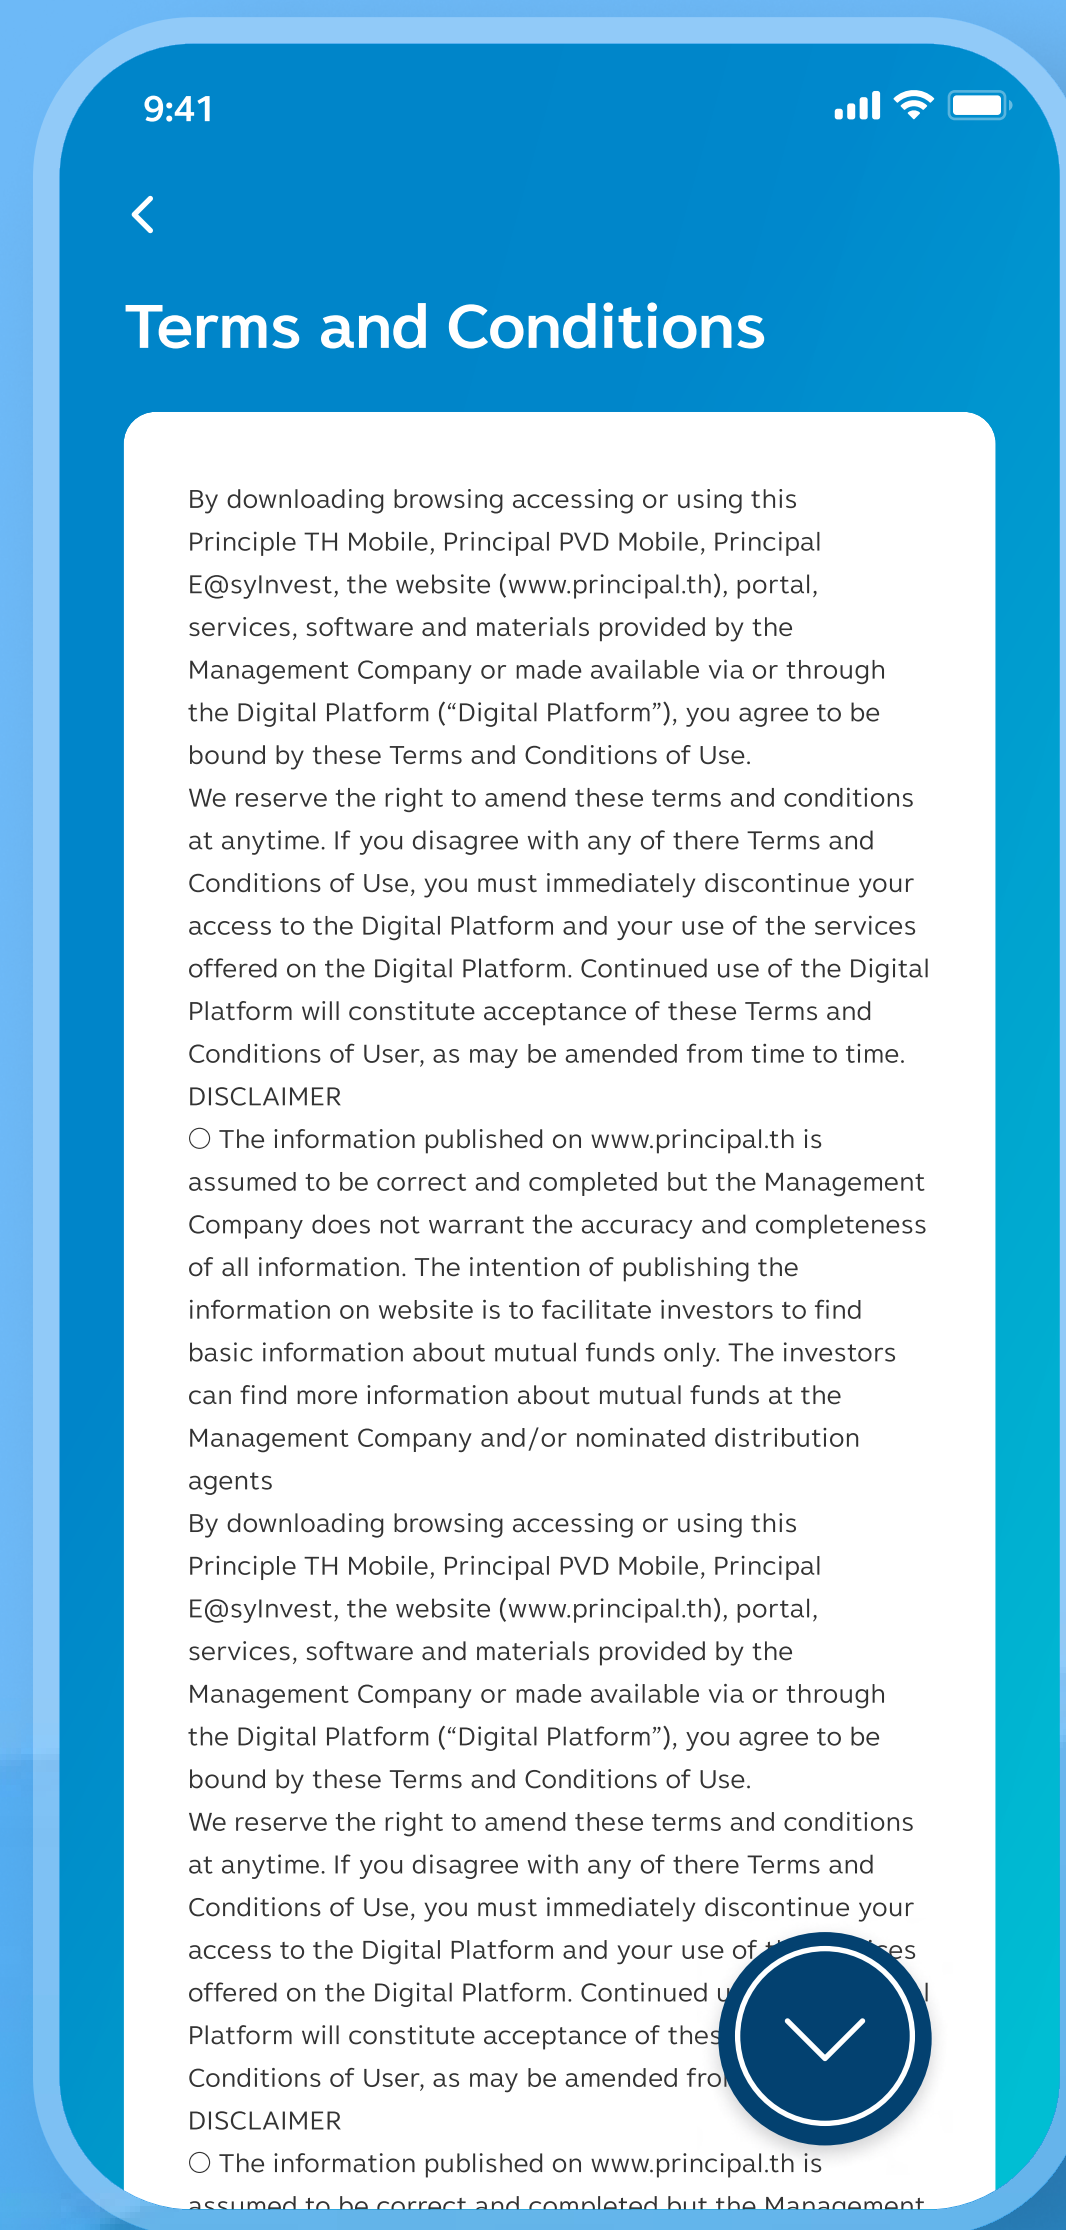 9:41
Terms and Conditions
By downloading browsing accessing or using this
Principle TH Mobile, Principal PVD Mobile, Principal
E@syInvest, the website (www.principal.th), portal,
services, software and materials provided by the
Management Company or made available via or through
the Digital Platform (“Digital Platform”), you agree to be
bound by these Terms and Conditions of Use.
We reserve the right to amend these terms and conditions
at anytime. If you disagree with any of there Terms and
Conditions of Use, you must immediately discontinue your
access to the Digital Platform and your use of the services
offered on the Digital Platform. Continued use of the Digital
Platform will constitute acceptance of these Terms and
Conditions of User, as may be amended from time to time.
DISCLAIMER
○ The information published on www.principal.th is
assumed to be correct and completed but the Management
Company does not warrant the accuracy and completeness
of all information. The intention of publishing the
information on website is to facilitate investors to find
basic information about mutual funds only. The investors
can find more information about mutual funds at the
Management Company and/or nominated distribution
agents
By downloading browsing accessing or using this
Principle TH Mobile, Principal PVD Mobile, Principal
E@syInvest, the website (www.principal.th), portal,
services, software and materials provided by the
Management Company or made available via or through
the Digital Platform (“Digital Platform”), you agree to be
bound by these Terms and Conditions of Use.
We reserve the right to amend these terms and conditions
at anytime. If you disagree with any of there Terms and
Conditions of Use, you must immediately discontinue your
access to the Digital Platform and your use of
offered on the Digital Platform. Continued
Platform will constitute acceptance of
Conditions of User, as may be amended
DISCLAIMER
○ The information published on www.principal.th is
assumed to be correct and completed but the Management